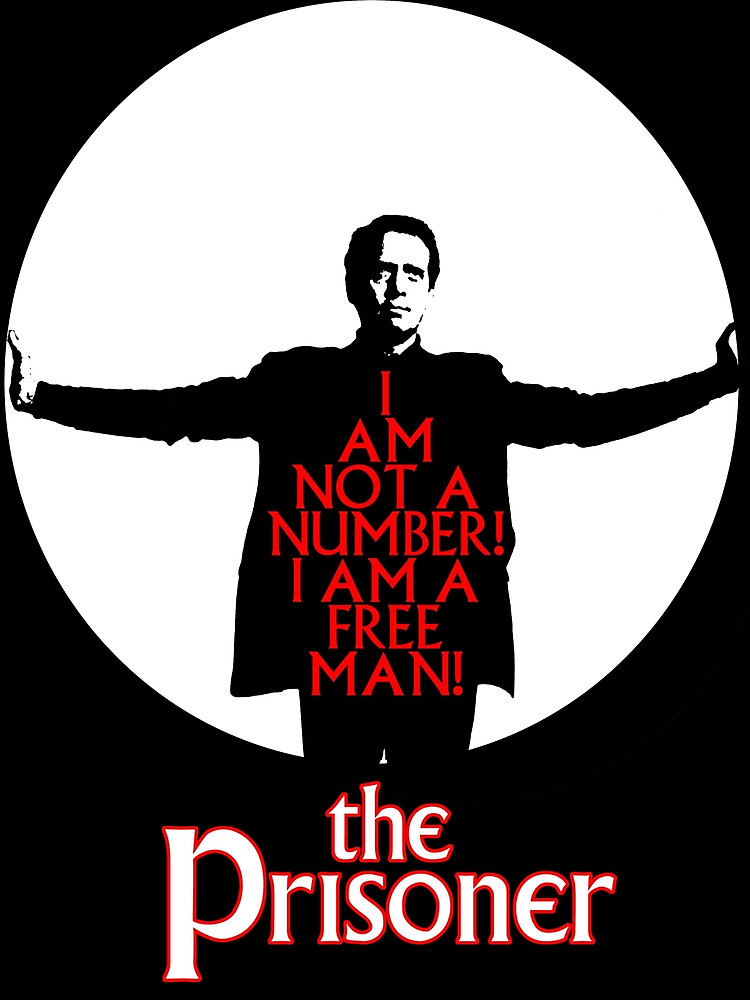 I
AM
NOT A
NUMBER!
I AM A
FREE
MAN!
the
Prisoner